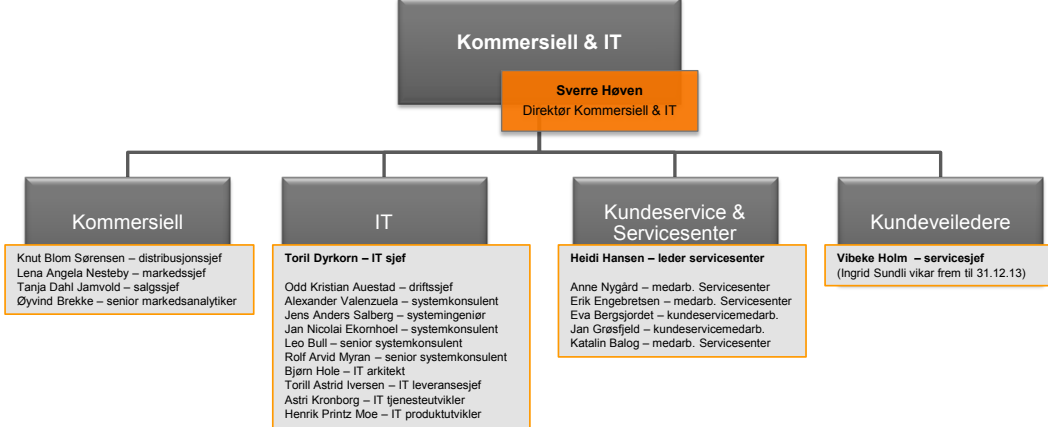 Kommersiell & IT
Sverre Høven
Direktør Kommersiell & IT
Kommersiell
Knut Blom Sørensen – distribusjonssjef
Lena Angela Nesteby – markedssjef
Tanja Dahl Jamvold – salgssjef
Øyvind Brekke – senior markedsanalytiker
IT
Toril Dyrkorn – IT sjef
Odd Kristian Auestad – driftssjef
Alexander Valenzuela – systemkonsulent
Jens Anders Salberg – systemingeniør
Jan Nicolai Ekornhoel – systemkonsulent
Leo Bull – senior systemkonsulent
Rolf Arvid Myran – senior systemkonsulent
Bjørn Hole – IT arkitekt
Torill Astrid Iversen – IT leveransesjef
Astri Kronborg – IT tjenesteutvikler
Henrik Printz Moe – IT produktutvikler
Kundeservice &
Servicesenter
Heidi Hansen – leder servicesenter
Anne Nygård – medarb. Servicesenter
Erik Engebretsen – medarb. Servicesenter
Eva Bergsjordet – kundeservicemedarb.
Jan Grøsfjeld – kundeservicemedarb.
Katalin Balog – medarb. Servicesenter
Kundeveiledere
Vibeke Holm – servicesjef
(Ingrid Sundli vikar frem til 31.12.13)